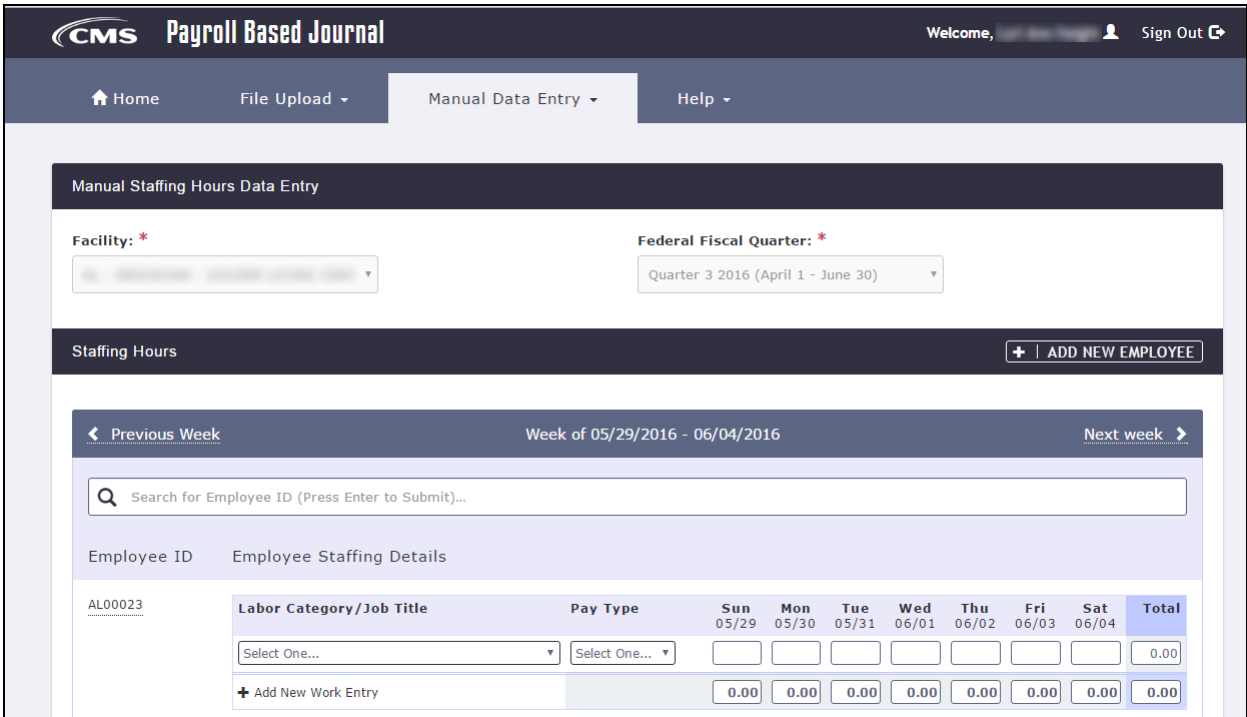 CMS Payroll Based Journal Welcome, Sign Out
Home File Upload Manual Data Entry Help
Manual Staffing Hours Data Entry
Facility: * Federal Fiscal Quarter: *
Quarter 3 2016 (April 1 - June 30)
Staffing Hours + | ADD NEW EMPLOYEE
Previous Week Week of 05/29/2016 - 06/04/2016 Next week
Search for Employee ID (Press Enter to Submit)...
Employee ID Employee Staffing Details
AL00023 Labor Category/Job Title Pay Type Sun Mon Tue Wed Thu Fri Sat Total
05/29 05/30 05/31 06/01 06/02 06/03 06/04
Select One... Select One... 0.00
+ Add New Work Entry 0.00 0.00 0.00 0.00 0.00 0.00 0.00 0.00